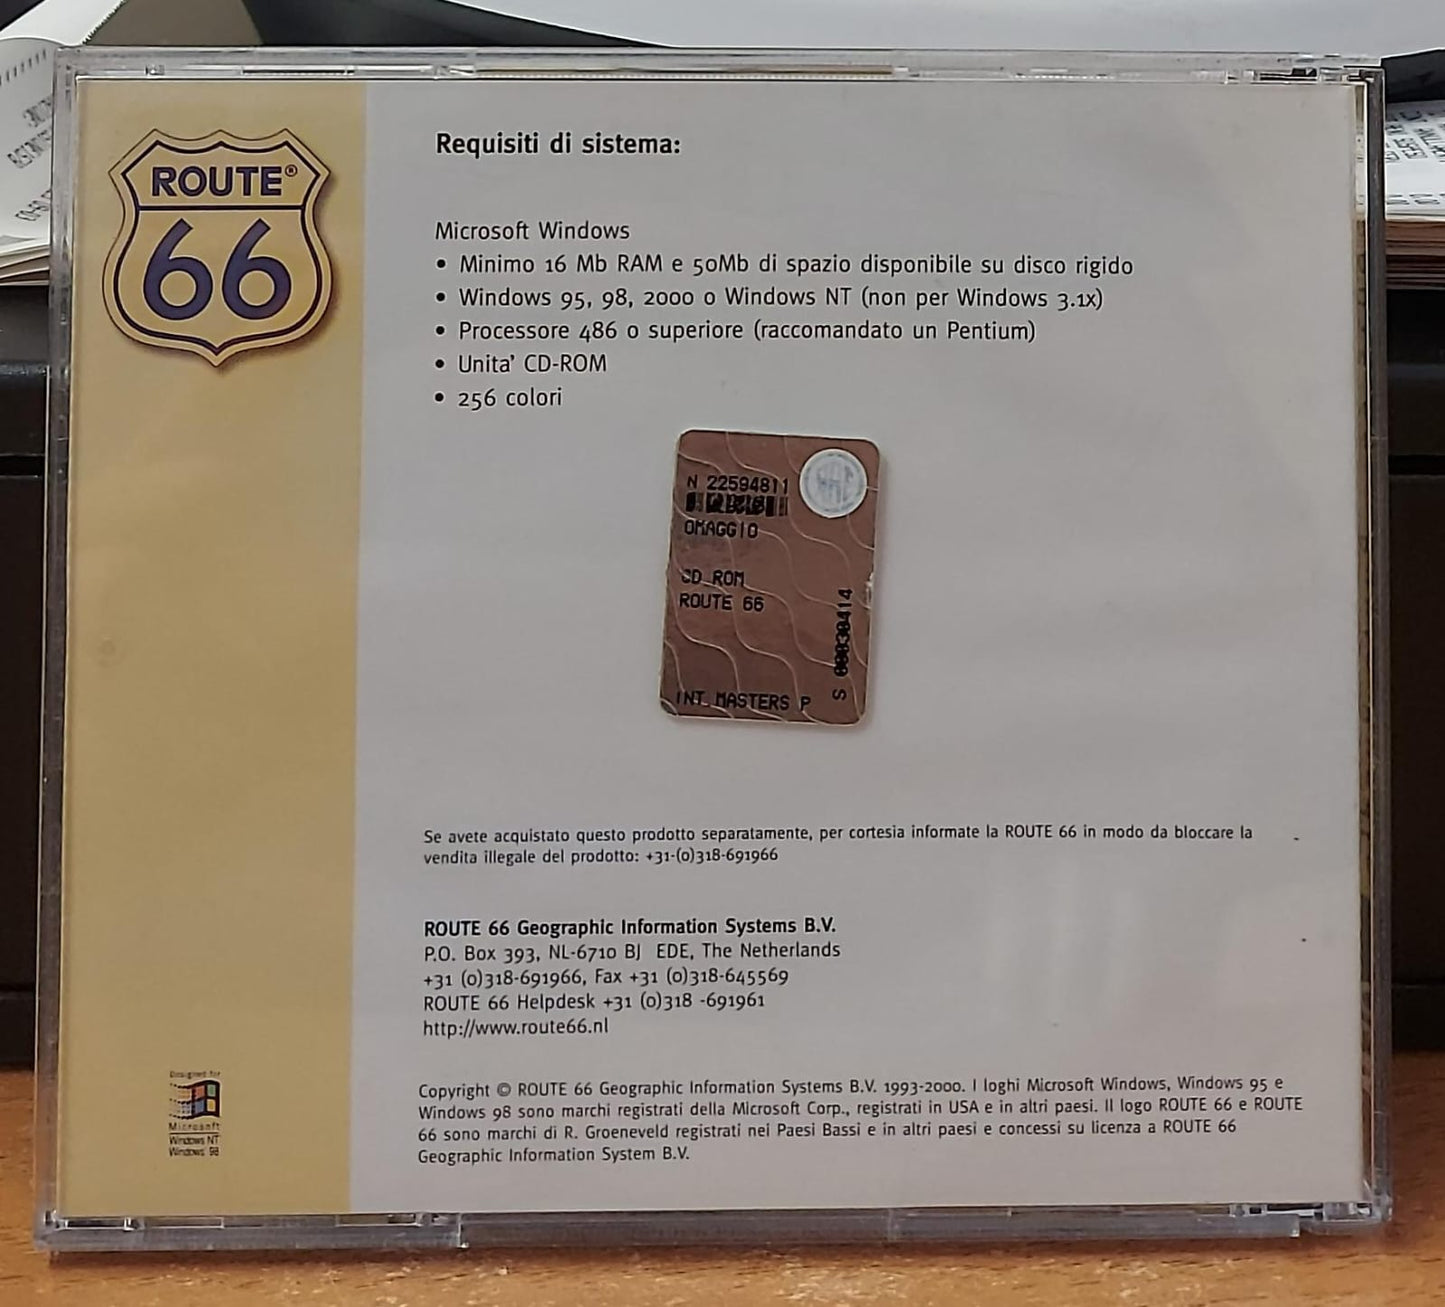 ROUTE®
66
Requisiti di sistema:
Microsoft Windows
• Minimo 16 Mb RAM e 50Mb di spazio disponibile su disco rigido
• Windows 95, 98, 2000 o Windows NT (non per Windows 3.1x)
• Processore 486 o superiore (raccomandato un Pentium)
• Unita' CD-ROM
• 256 colori
N 22594811
OMAGGIO
CD ROM
ROUTE 66
INT. MASTERS P
S 00030414
Se avete acquistato questo prodotto separatamente, per cortesia informate la ROUTE 66 in modo da bloccare la
vendita illegale del prodotto: +31-(0)318-691966
ROUTE 66 Geographic Information Systems B.V.
P.O. Box 393, NL-6710 BJ EDE, The Netherlands
+31 (0)318-691966, Fax +31 (0)318-645569
ROUTE 66 Helpdesk +31 (0)318 -691961
http://www.route66.nl
Copyright © ROUTE 66 Geographic Information Systems B.V. 1993-2000. I loghi Microsoft Windows, Windows 95 e
Windows 98 sono marchi registrati della Microsoft Corp., registrati in USA e in altri paesi. Il logo ROUTE 66 e ROUTE
66 sono marchi di R. Groeneveld registrati nei Paesi Bassi e in altri paesi e concessi su licenza a ROUTE 66
Geographic Information System B.V.
Designed for
Microsoft
Windows NT
Windows 98